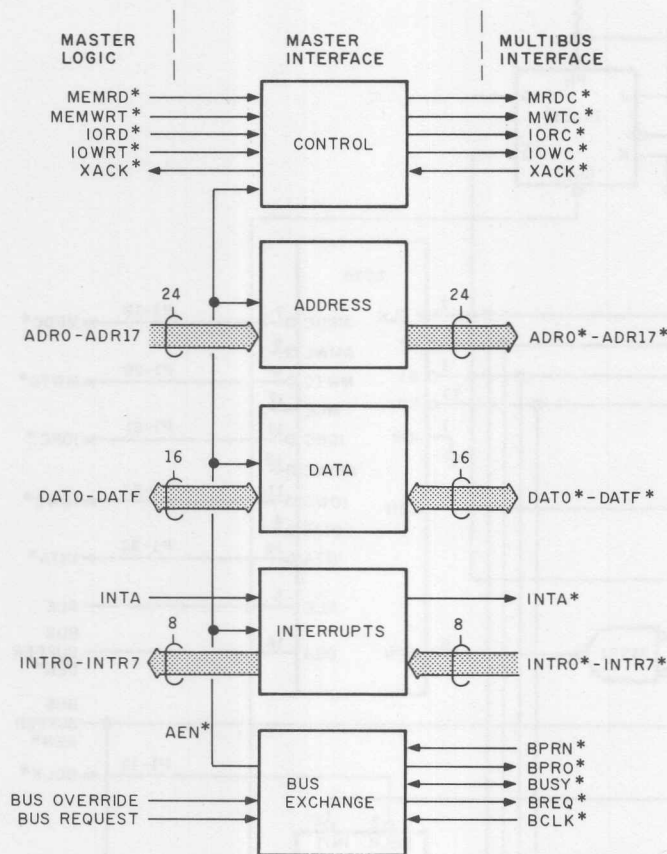 MASTER LOGIC
MASTER INTERFACE
MULTIBUS INTERFACE
MEMRD*
MEMWRT*
IORD*
IOWRT*
XACK*
CONTROL
MRDC*
MWTC*
IORC*
IOWC*
XACK*
24
ADDRESS
24
ADR0-ADR17
ADR0*-ADR17*
16
DATA
16
DAT0-DATF
DAT0*-DATF*
INTA
INTA*
8
INTERRUPTS
8
INTR0-INTR7
INTR0*-INTR7*
AEN*
BUS OVERRIDE
BUS REQUEST
BUS EXCHANGE
BPRN*
BPRO*
BUSY*
BREQ*
BCLK*